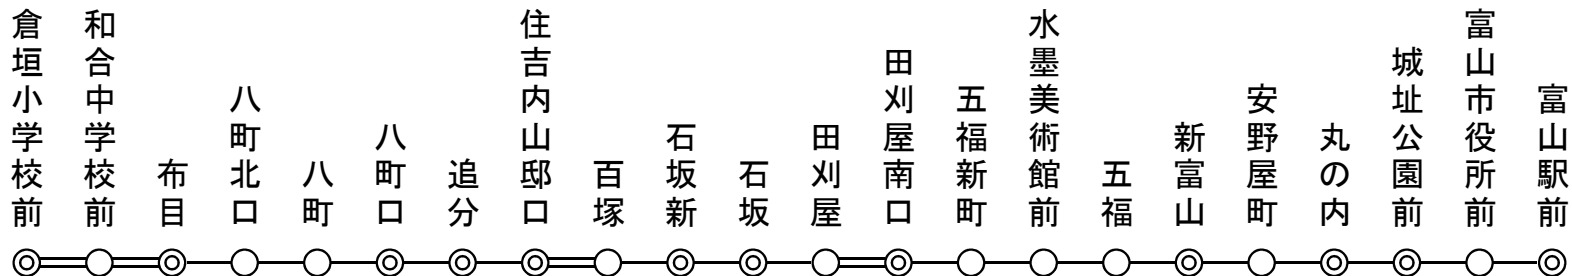 倉垣小学校前
和合中学校前
布目
八町北口
八町
八町口
追分
住吉内山邸口
百塚
石坂新
石坂
田刈屋
田刈屋南口
五福新町
水墨美術館前
五福
新富山
安野屋町
丸の内
城址公園前
富山市役所前
富山駅前